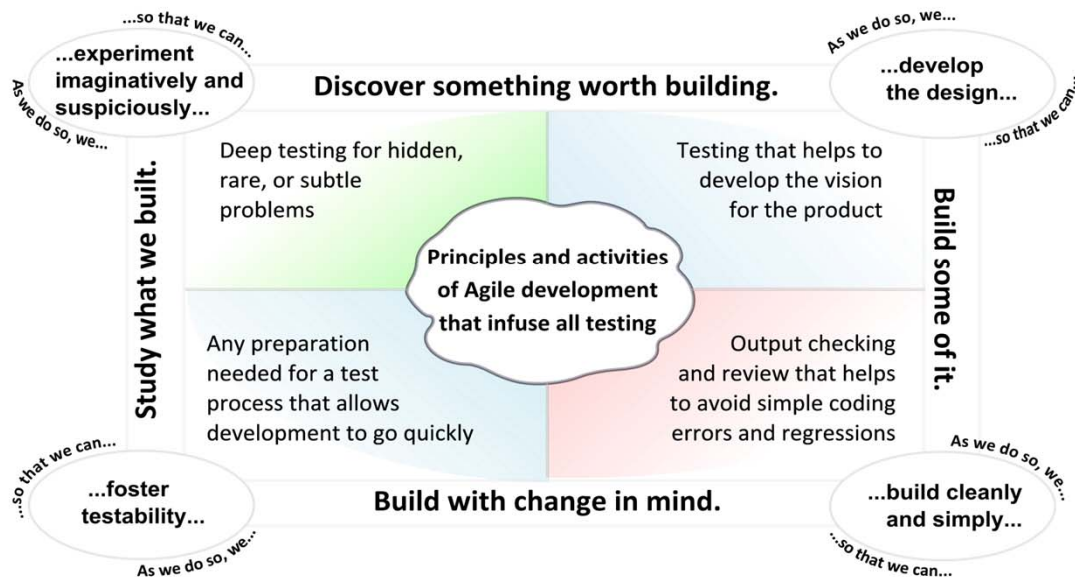 ...so that we can...
...experiment
imaginatively and
suspiciously...
As we do so, we...
Discover something worth building.
As we do so, we...
...develop
the design...
...so that we can...
Study what we built.
Deep testing for hidden,
rare, or subtle
problems
Testing that helps to
develop the vision
for the product
Build some of it.
Principles and activities
of Agile development
that infuse all testing
Any preparation
needed for a test
process that allows
development to go quickly
Output checking
and review that helps
to avoid simple coding
errors and regressions
...so that we can...
...foster
testability...
As we do so, we...
Build with change in mind.
As we do so, we...
...build cleanly
and simply...
...so that we can...